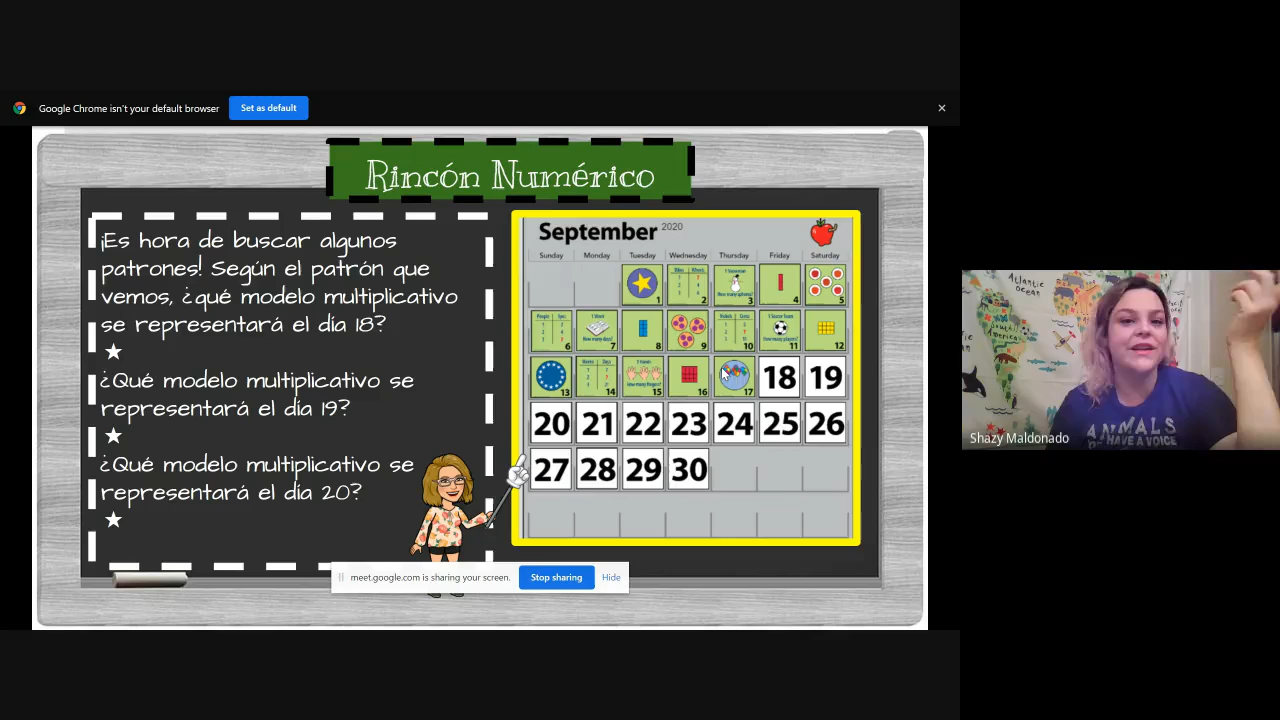 Google Chrome isn't your default browser
Set as default
Rincón Numérico
¡Es hora de buscar algunos
patrones! Según el patrón que
vemos, ¿qué modelo multiplicativo
se representará el día 18?
¿Qué modelo multiplicativo se
representará el día 19?
¿Qué modelo multiplicativo se
representará el día 20?
September 2020
Sunday Monday Tuesday Wednesday Thursday Friday Saturday
1 2 3 4 5
6 7 8 9 10 11 12
13 14 15 16 17 18 19
20 21 22 23 24 25 26
27 28 29 30
meet.google.com is sharing your screen.
Stop sharing
Hide
Atlantic
Ocean
South
America
ANIMALS
HAVE A VOICE
Shazy Maldonado